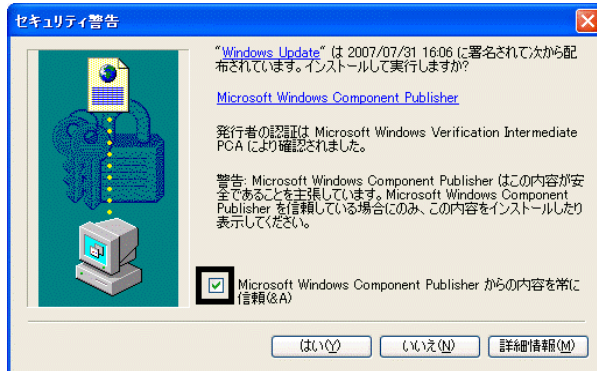 セキュリティ警告
"Windows Update" は 2007/07/31 16:06 に署名されて次から配
布されています。インストールして実行しますか?
Microsoft Windows Component Publisher
発行者の認証は Microsoft Windows Verification Intermediate
PCA により確認されました。
警告: Microsoft Windows Component Publisher はこの内容が安
全であることを主張しています。Microsoft Windows Component
Publisher を信頼している場合にのみ、この内容をインストールしたり
表示してください。
Microsoft Windows Component Publisher からの内容を常に
信頼(&A)
はい(Y) いいえ(N) 詳細情報(M)